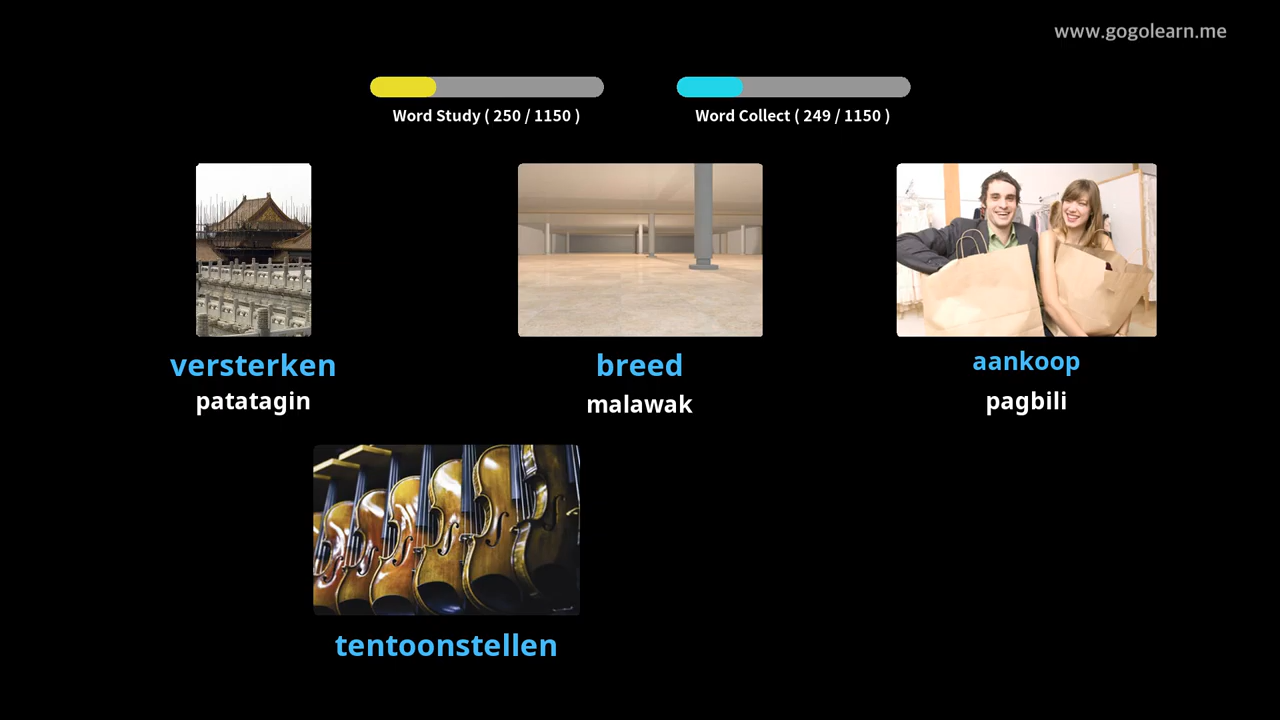 www.gogolearn.me
Word Study ( 250 / 1150 )
Word Collect ( 249 / 1150 )
versterken
patatagin
breed
malawak
aankoop
pagbili
tentoonstellen